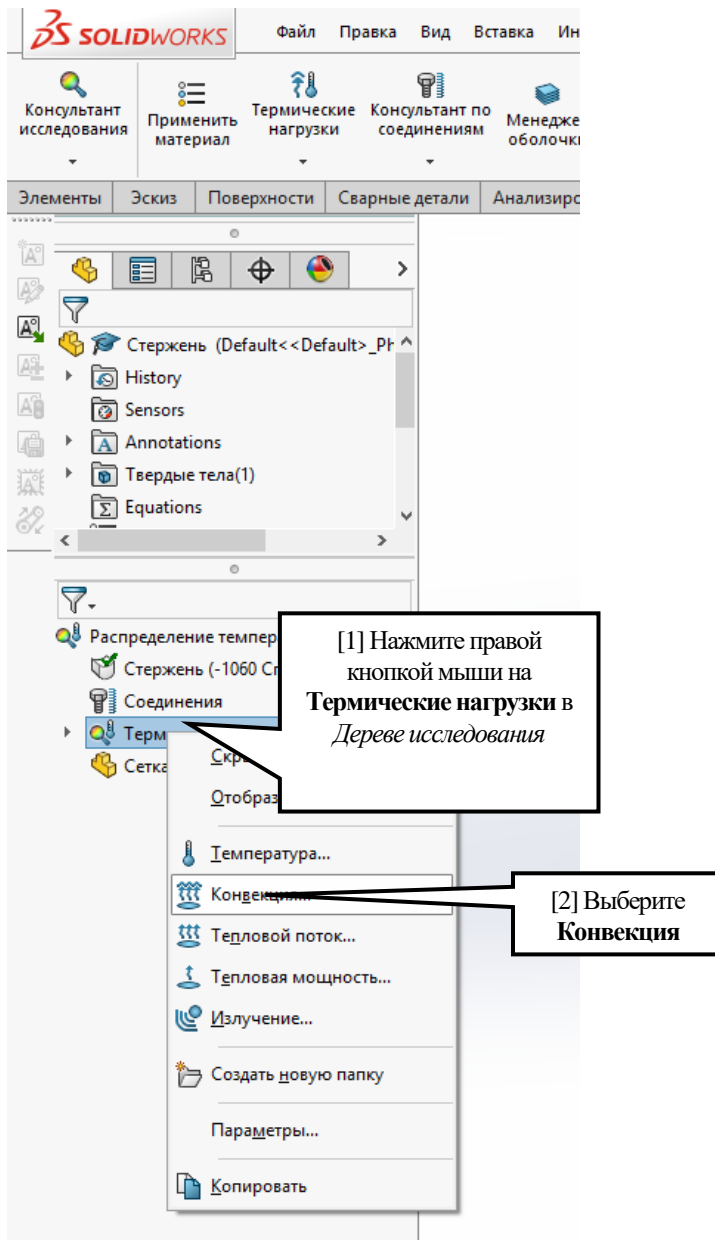 SOLIDWORKS
Файл Правка Вид Вставка Ин
Консультант исследования
Применить материал
Термические нагрузки
Консультант по соединениям
Менедже оболочки
Элементы Эскиз Поверхности Сварные детали Анализиро
Стержень (Default<<Default>_Ph
History
Sensors
Annotations
Твердые тела(1)
Equations
Распределение темпер
Стержень (-1060 Сп
Соединения
Терм
Сетка
[1] Нажмите правой
кнопкой мыши на
Термические нагрузки в
Дереве исследования
Скр
Отобраз
Температура...
Конвекция...
Тепловой поток...
Тепловая мощность...
Излучение...
Создать новую папку
Параметры...
Копировать
[2] Выберите
Конвекция